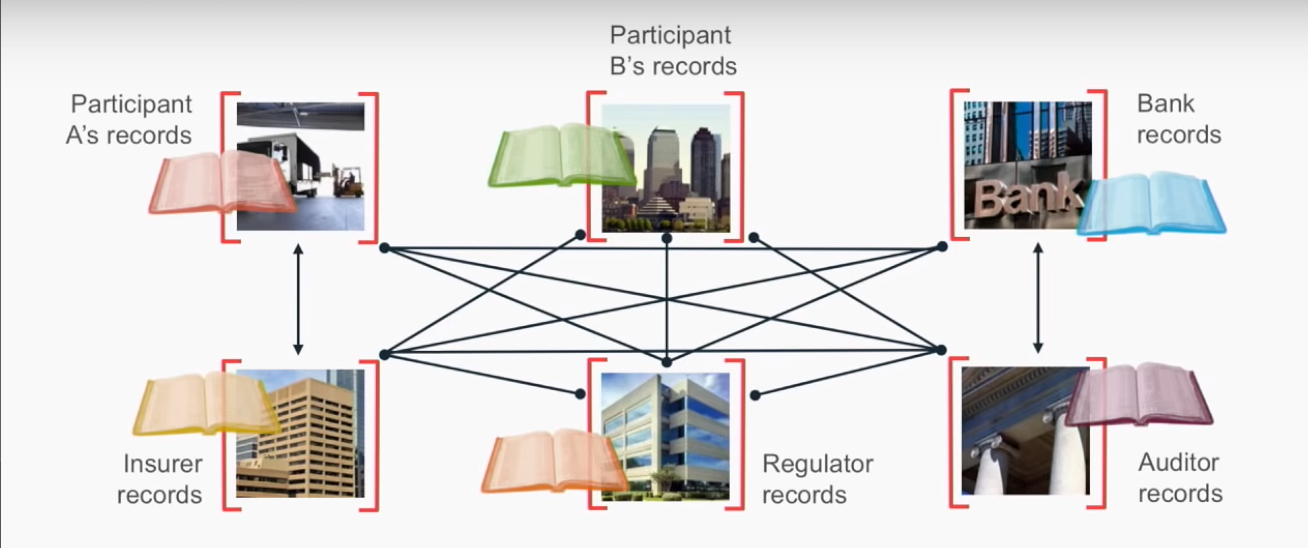 Participant
B's records
Participant
A's records
Bank
records
Bank
Insurer
records
Regulator
records
Auditor
records